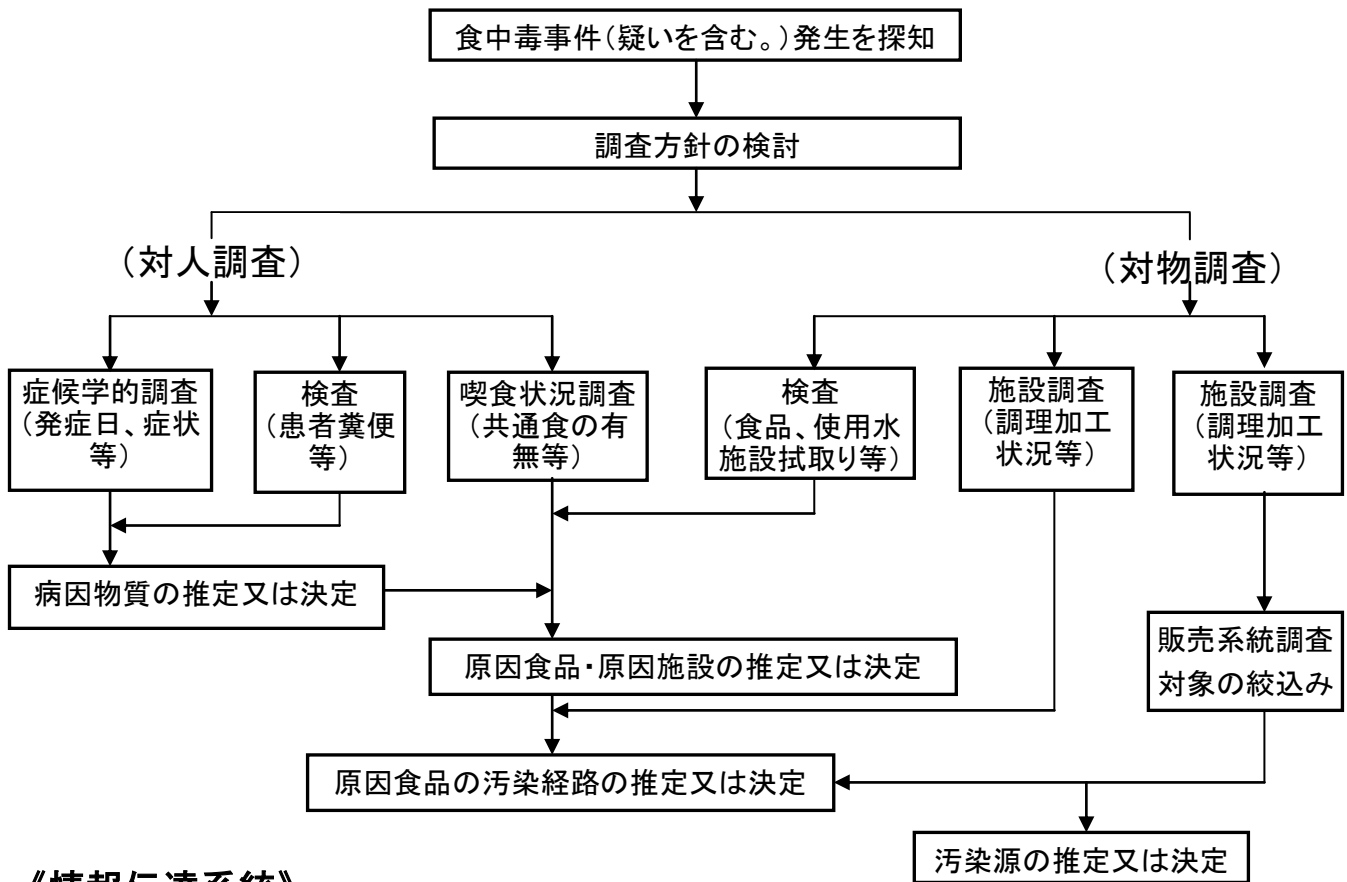 食中毒事件（疑いを含む。）発生を探知
調査方針の検討
（対人調査）
（対物調査）
症候学的調査
（発症日、症状
等）
検査
（患者糞便
等）
喫食状況調査
（共通食の有
無等）
検査
（食品、使用水
施設拭取り等）
施設調査
（調理加工
状況等）
施設調査
（調理加工
状況等）
病因物質の推定又は決定
原因食品・原因施設の推定又は決定
販売系統調査
対象の絞込み
原因食品の汚染経路の推定又は決定
汚染源の推定又は決定
《情報伝達系統》